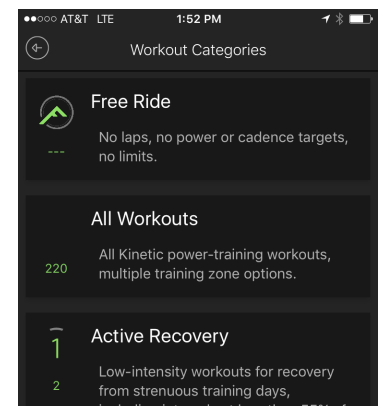 AT&T LTE 1:52 PM
Workout Categories
Free Ride
No laps, no power or cadence targets,
no limits.
---
All Workouts
All Kinetic power-training workouts,
multiple training zone options.
220
1
Active Recovery
Low-intensity workouts for recovery
from strenuous training days,
2